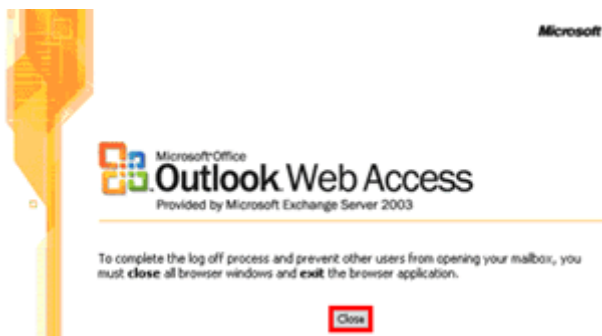 Microsoft
Microsoft Office
Outlook Web Access
Provided by Microsoft Exchange Server 2003
To complete the log off process and prevent other users from opening your mailbox, you
must close all browser windows and exit the browser application.
Close